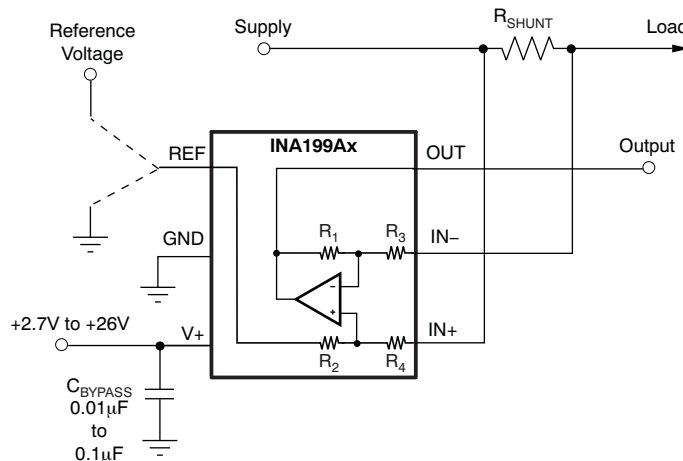 Reference
Voltage
Supply
R_SHUNT
Load
INA199Ax
REF
OUT
Output
GND
R_1
R_3
IN−
−
+
+2.7V to +26V
V+
R_2
R_4
IN+
C_BYPASS
0.01μF
to
0.1μF